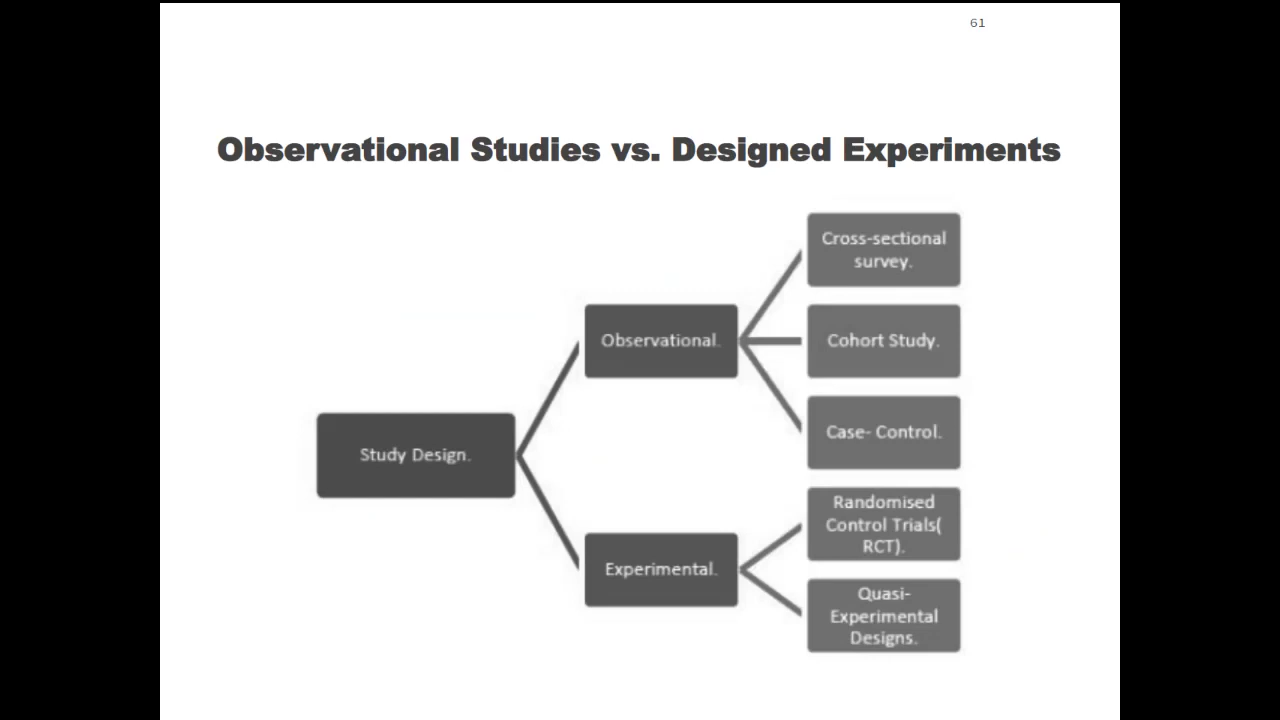 61
Observational Studies vs. Designed Experiments
Cross-sectional
survey.
Observational.
Cohort Study.
Case- Control.
Study Design.
Randomised
Control Trials(
RCT).
Experimental.
Quasi-
Experimental
Designs.